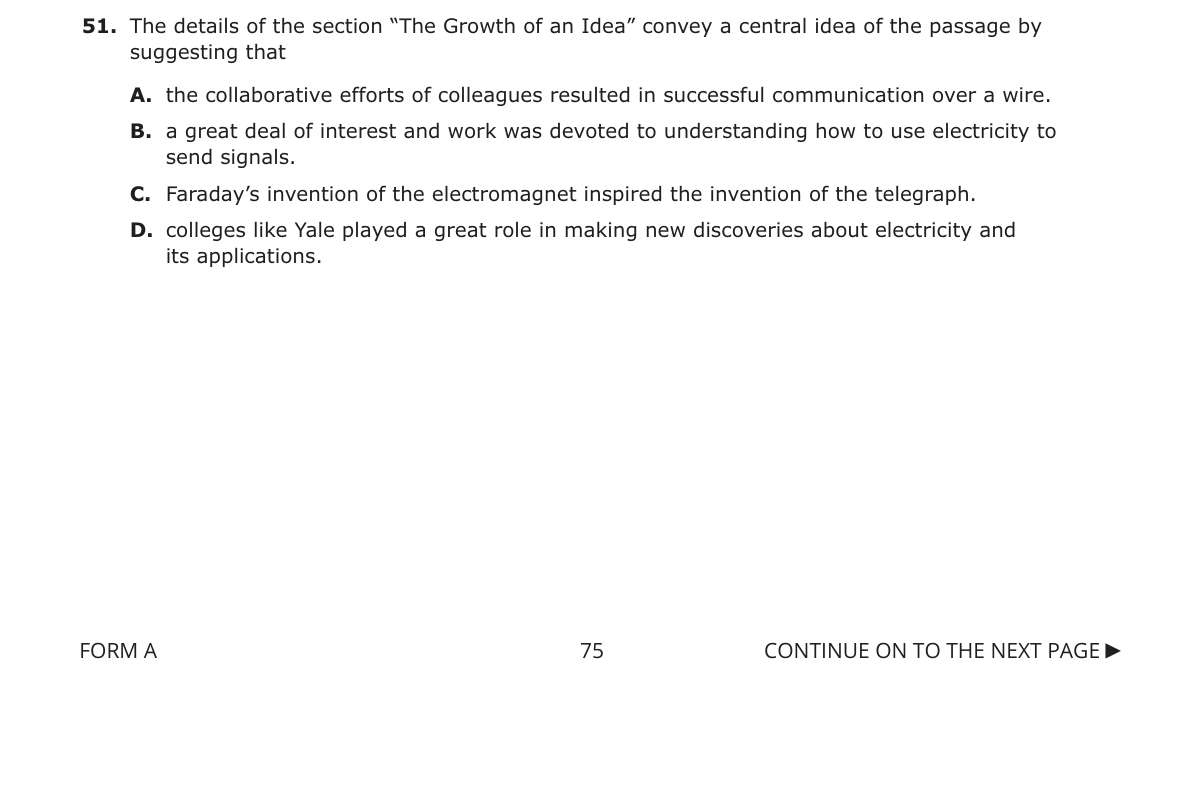 51. The details of the section “The Growth of an Idea” convey a central idea of the passage by
suggesting that
A. the collaborative efforts of colleagues resulted in successful communication over a wire.
B. a great deal of interest and work was devoted to understanding how to use electricity to
send signals.
C. Faraday’s invention of the electromagnet inspired the invention of the telegraph.
D. colleges like Yale played a great role in making new discoveries about electricity and
its applications.
FORM A 75 CONTINUE ON TO THE NEXT PAGE ►